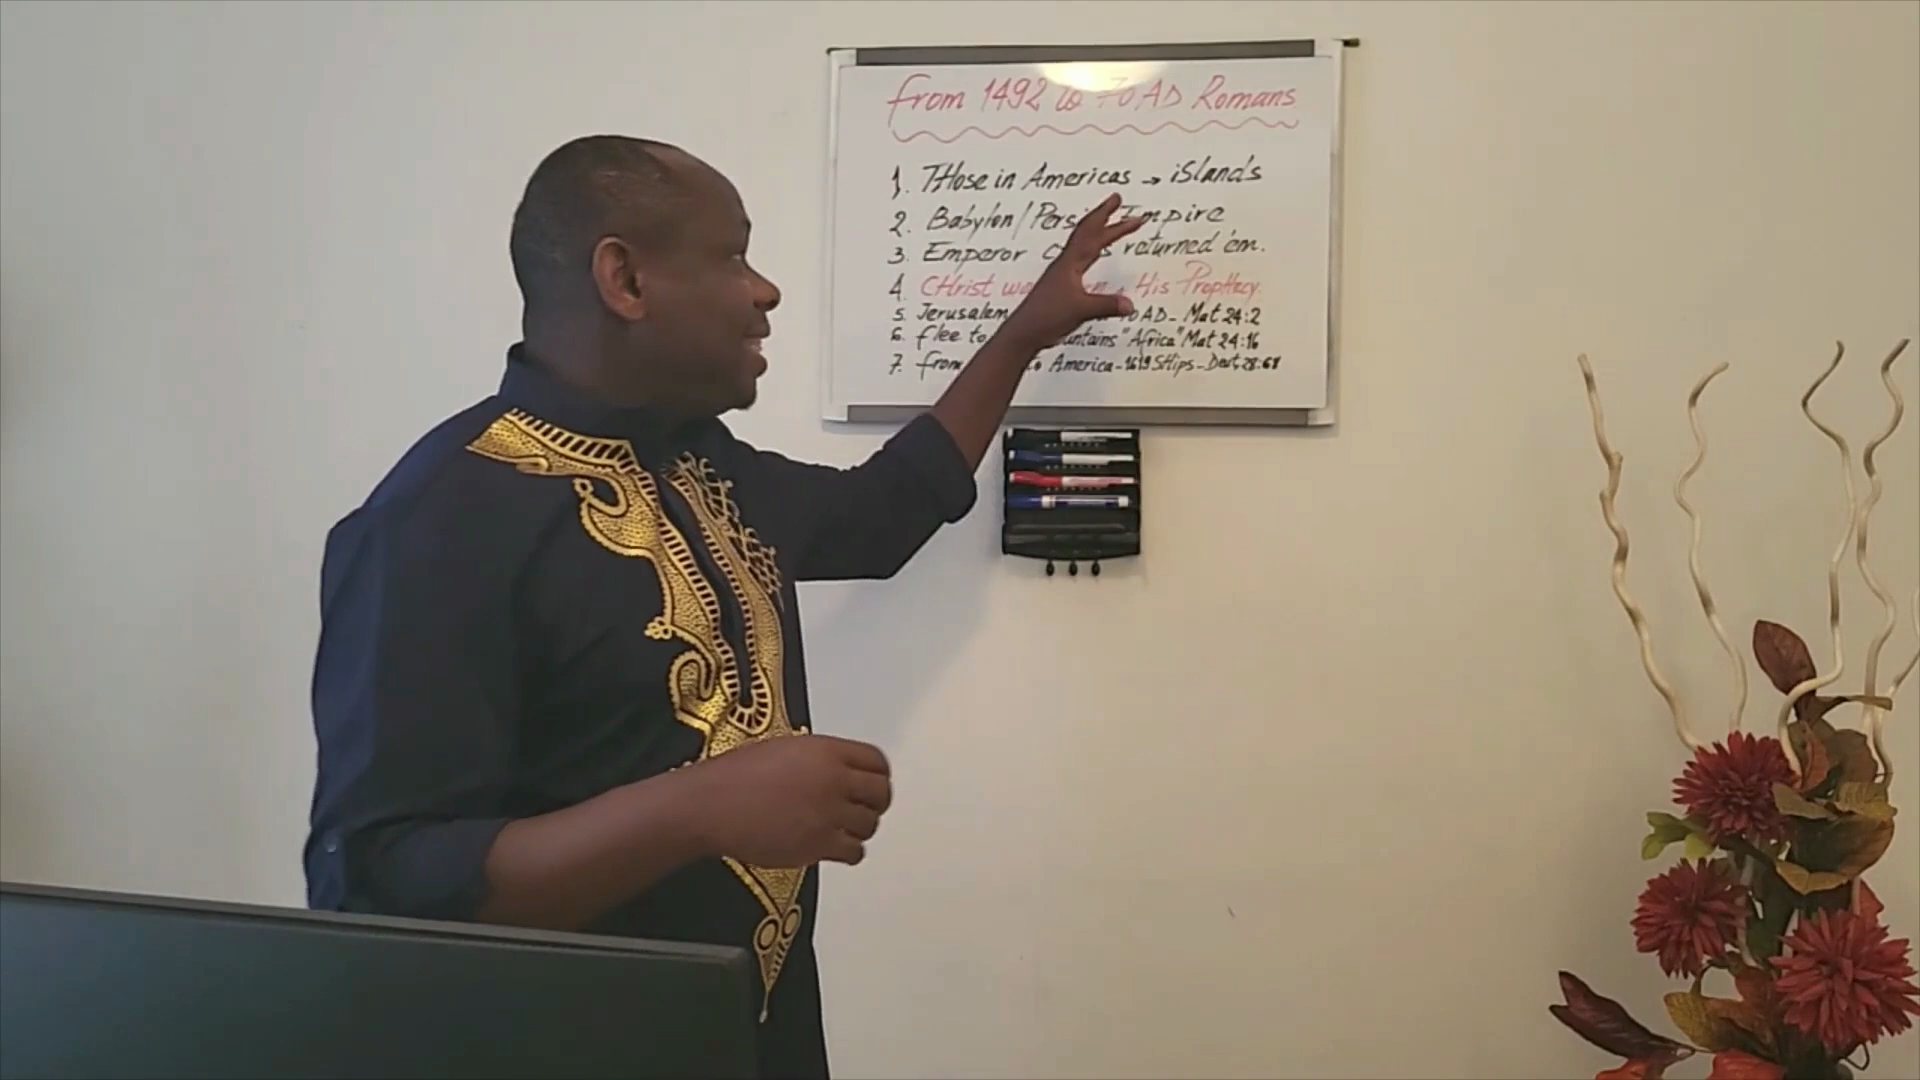 From 1492 to 70 AD Romans
1. THose in Americas → iSlands
2. Babylon/Persi Empire
3. Emperor returned 'em.
4. CHrist His PropHecy.
5. Jerusalem 70 AD - Mat 24:2
6. flee to "Africa" Mat 24:16
7. from to America - 1619 SHips - Deut, 28:68